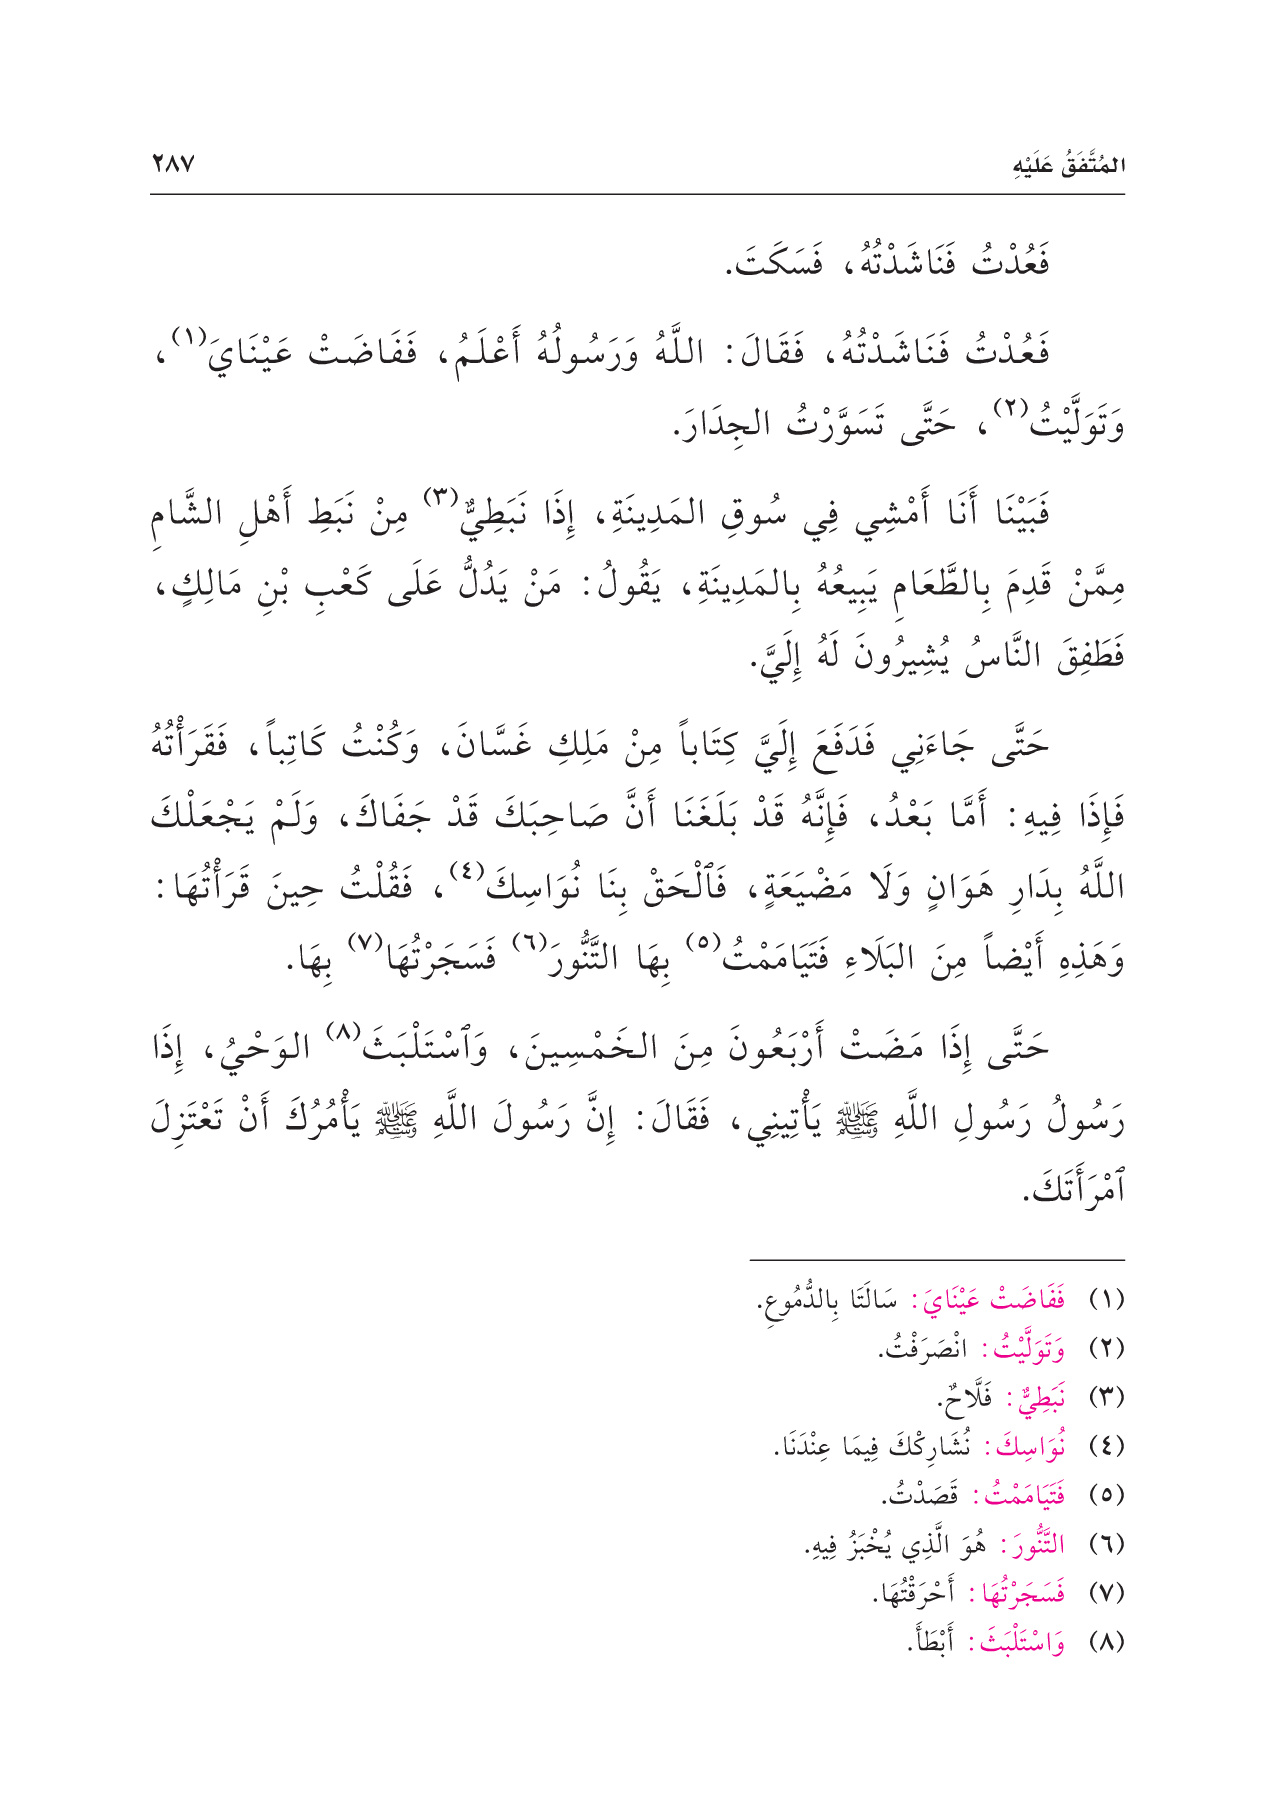 المُتَّفَقُ عَلَيْهِ ٢٨٧
فَعُدْتُ فَنَاشَدْتُهُ، فَسَكَتَ.
فَعُدْتُ فَنَاشَدْتُهُ، فَقَالَ: اللَّهُ وَرَسُولُهُ أَعْلَمُ، فَفَاضَتْ عَيْنَايَ(١)،
وَتَوَلَّيْتُ(٢)، حَتَّى تَسَوَّرْتُ الجِدَارَ.
فَبَيْنَا أَنَا أَمْشِي فِي سُوقِ المَدِينَةِ، إِذَا نَبَطِيٌّ(٣) مِنْ نَبَطِ أَهْلِ الشَّامِ
مِمَّنْ قَدِمَ بِالطَّعَامِ يَبِيعُهُ بِالمَدِينَةِ، يَقُولُ: مَنْ يَدُلُّ عَلَى كَعْبِ بْنِ مَالِكٍ،
فَطَفِقَ النَّاسُ يُشِيرُونَ لَهُ إِلَيَّ.
حَتَّى جَاءَنِي فَدَفَعَ إِلَيَّ كِتَاباً مِنْ مَلِكِ غَسَّانَ، وَكُنْتُ كَاتِباً، فَقَرَأْتُهُ
فَإِذَا فِيهِ: أَمَّا بَعْدُ، فَإِنَّهُ قَدْ بَلَغَنَا أَنَّ صَاحِبَكَ قَدْ جَفَاكَ، وَلَمْ يَجْعَلْكَ
اللَّهُ بِدَارِ هَوَانٍ وَلَا مَضْيَعَةٍ، فَٱلْحَقْ بِنَا نُوَاسِكَ(٤)، فَقُلْتُ حِينَ قَرَأْتُهَا:
وَهَذِهِ أَيْضاً مِنَ البَلَاءِ فَتَيَامَمْتُ(٥) بِهَا التَّنُّورَ(٦) فَسَجَرْتُهَا(٧) بِهَا.
حَتَّى إِذَا مَضَتْ أَرْبَعُونَ مِنَ الخَمْسِينَ، وَٱسْتَلْبَثَ(٨) الوَحْيُ، إِذَا
رَسُولُ رَسُولِ اللَّهِ ﷺ يَأْتِينِي، فَقَالَ: إِنَّ رَسُولَ اللَّهِ ﷺ يَأْمُرُكَ أَنْ تَعْتَزِلَ
ٱمْرَأَتَكَ.
(١) فَفَاضَتْ عَيْنَايَ: سَالَتَا بِالدُّمُوعِ.
(٢) وَتَوَلَّيْتُ: انْصَرَفْتُ.
(٣) نَبَطِيٌّ: فَلَّاحٌ.
(٤) نُوَاسِكَ: نُشَارِكْكَ فِيمَا عِنْدَنَا.
(٥) فَتَيَامَمْتُ: قَصَدْتُ.
(٦) التَّنُّورَ: هُوَ الَّذِي يُخْبَزُ فِيهِ.
(٧) فَسَجَرْتُهَا: أَحْرَقْتُهَا.
(٨) وَاسْتَلْبَثَ: أَبْطَأَ.